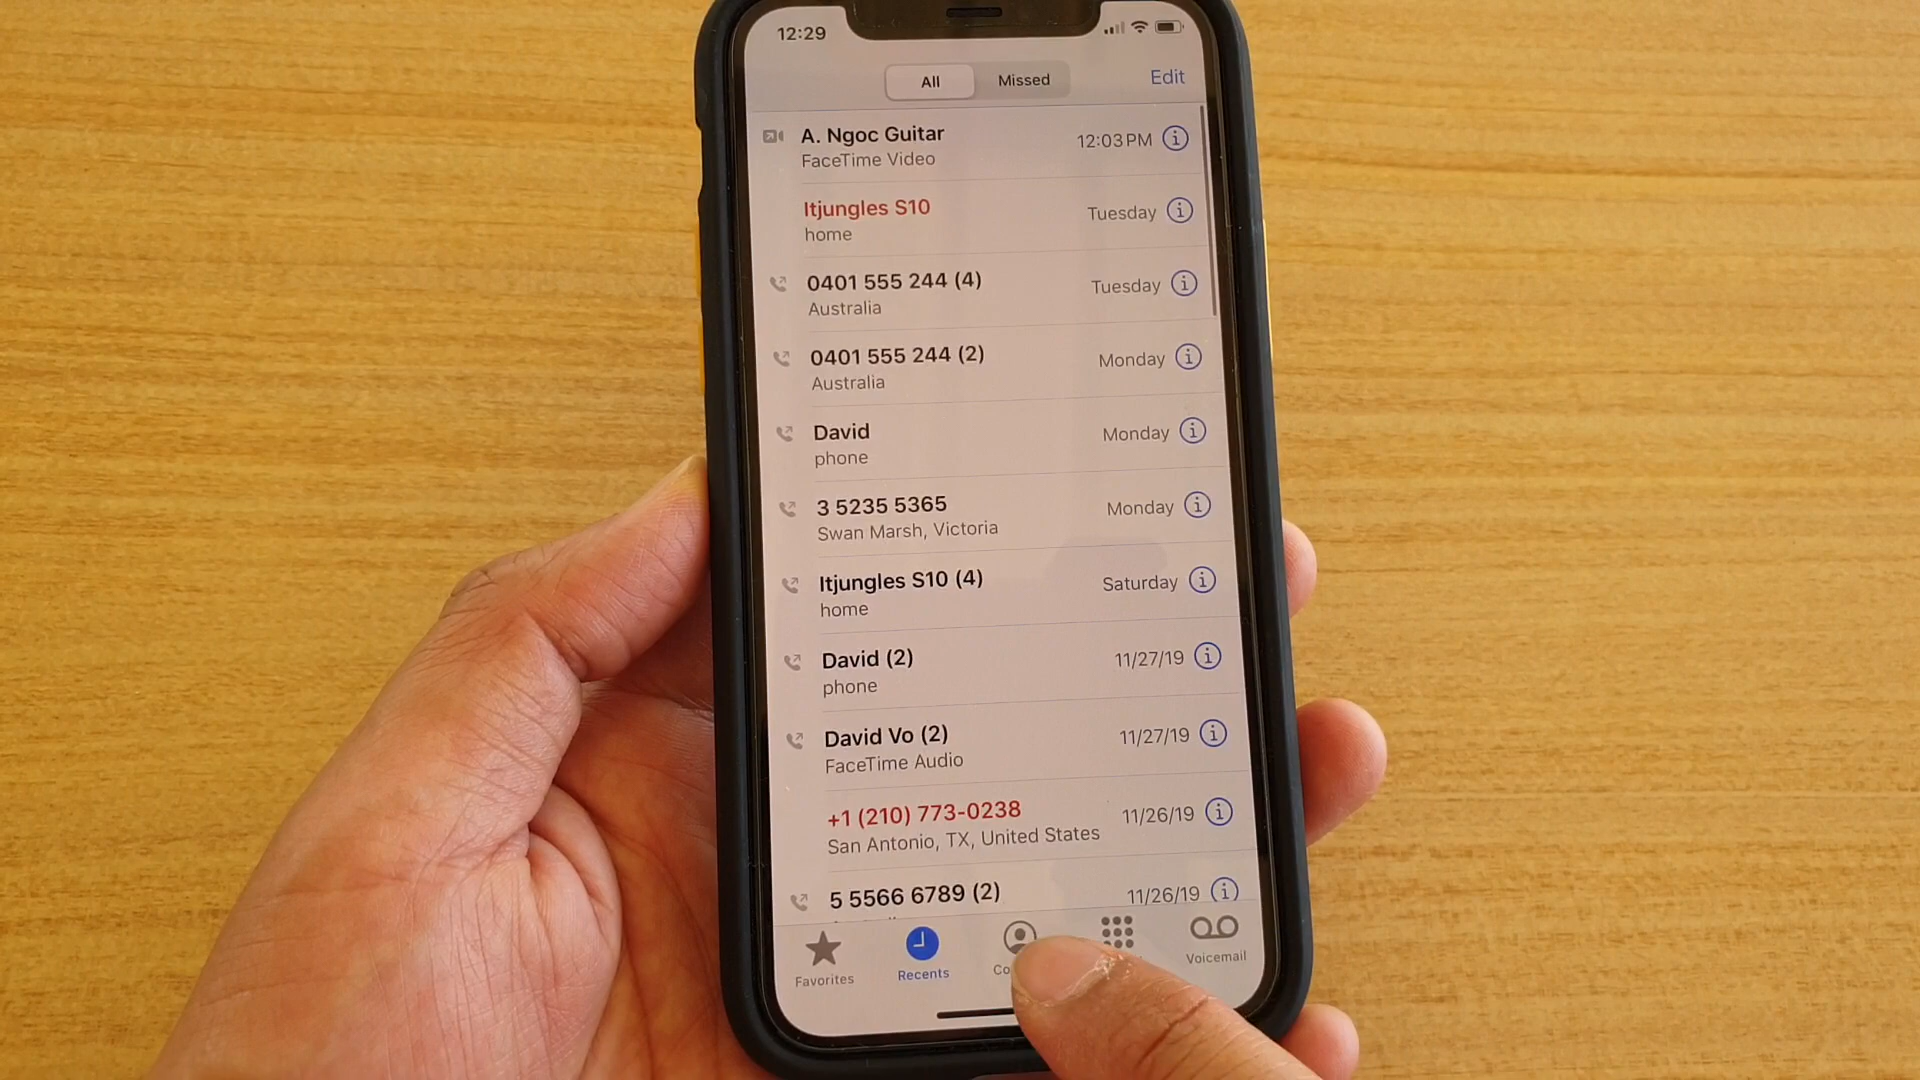 12:29
All Missed Edit
A. Ngoc Guitar 12:03 PM
FaceTime Video
Itjungles S10 Tuesday
home
0401 555 244 (4) Tuesday
Australia
0401 555 244 (2) Monday
Australia
David Monday
phone
3 5235 5365 Monday
Swan Marsh, Victoria
Itjungles S10 (4) Saturday
home
David (2) 11/27/19
phone
David Vo (2) 11/27/19
FaceTime Audio
+1 (210) 773-0238 11/26/19
San Antonio, TX, United States
5 5566 6789 (2) 11/26/19
Favorites Recents Voicemail